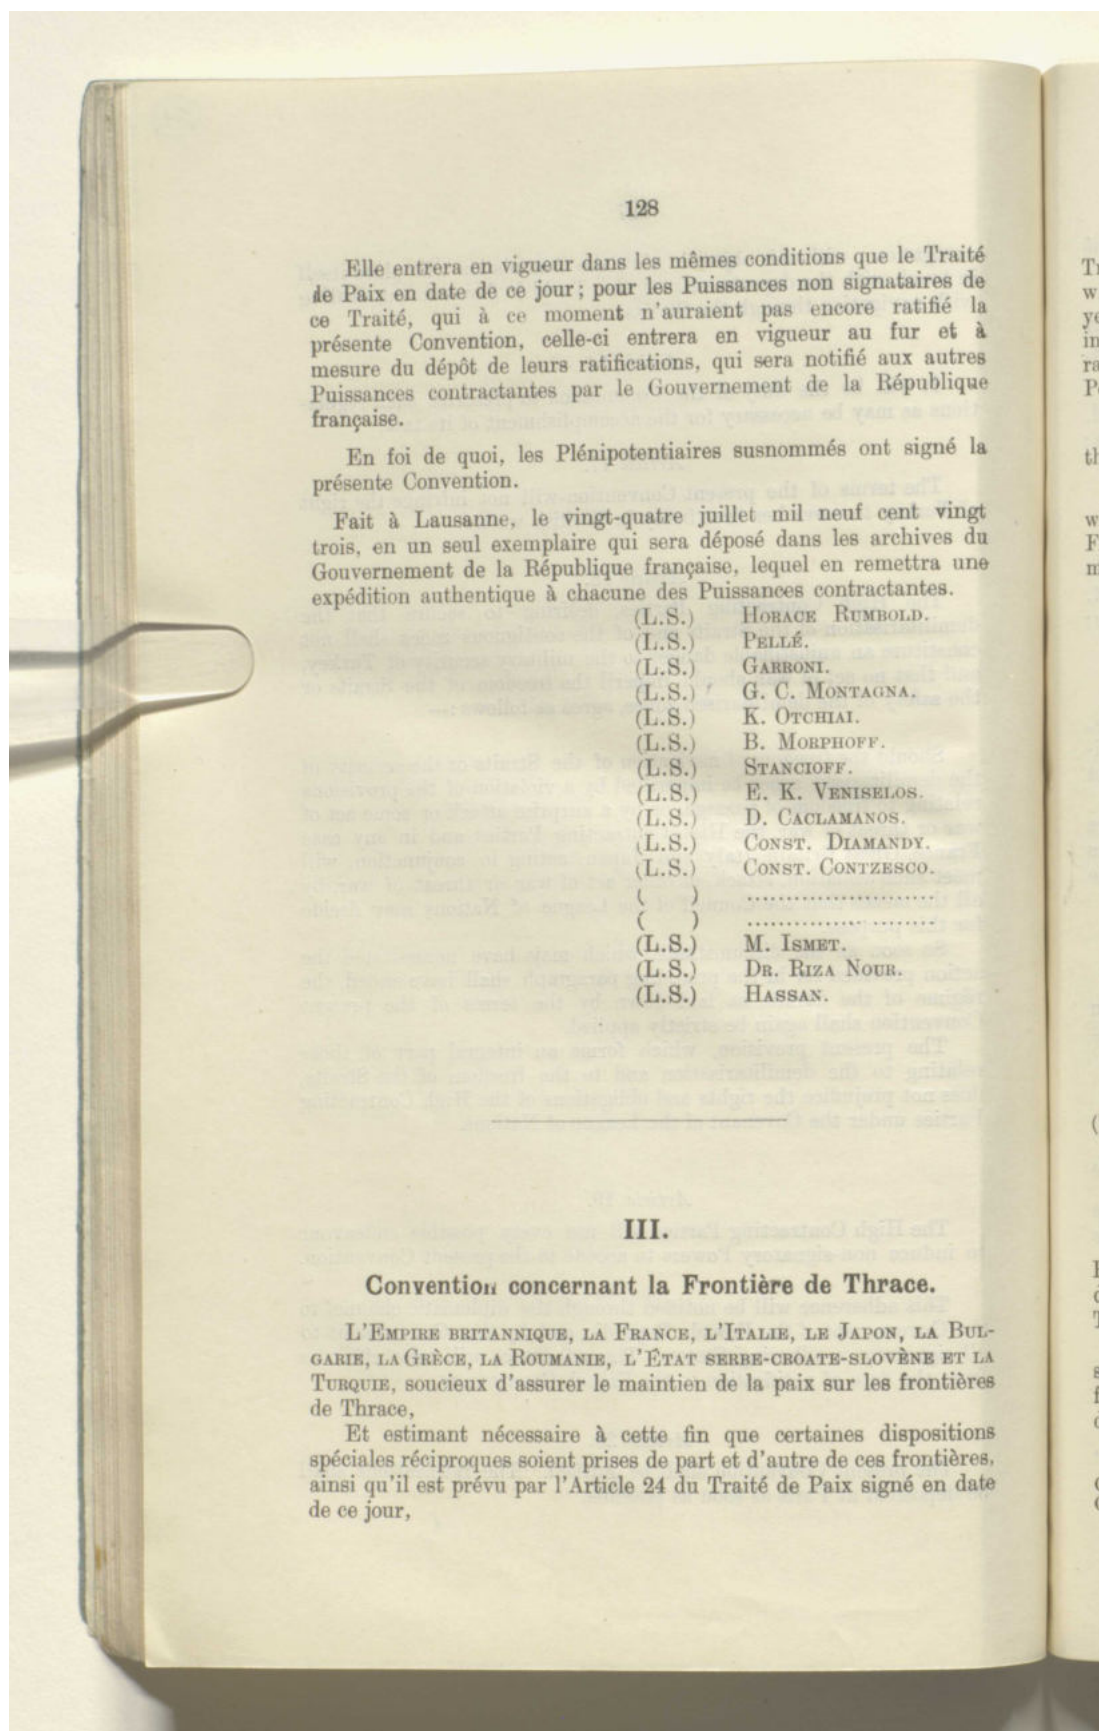 128
Elle entrera en vigueur dans les mêmes conditions que le Traité
de Paix en date de ce jour; pour les Puissances non signataires de
ce Traité, qui à ce moment n'auraient pas encore ratifié la
présente Convention, celle-ci entrera en vigueur au fur et à
mesure du dépôt de leurs ratifications, qui sera notifié aux autres
Puissances contractantes par le Gouvernement de la République
française.
En foi de quoi, les Plénipotentiaires susnommés ont signé la
présente Convention.
Fait à Lausanne, le vingt-quatre juillet mil neuf cent vingt
trois, en un seul exemplaire qui sera déposé dans les archives du
Gouvernement de la République française, lequel en remettra une
expédition authentique à chacune des Puissances contractantes.
(L.S.) HORACE RUMBOLD.
(L.S.) PELLÉ.
(L.S.) GARRONI.
(L.S.) G. C. MONTAGNA.
(L.S.) K. OTCHIAI.
(L.S.) B. MORPHOFF.
(L.S.) STANCIOFF.
(L.S.) E. K. VENISELOS.
(L.S.) D. CACLAMANOS.
(L.S.) CONST. DIAMANDY.
(L.S.) CONST. CONTZESCO.
( ) ..........................
( ) ..........................
(L.S.) M. ISMET.
(L.S.) DR. RIZA NOUR.
(L.S.) HASSAN.
III.
Convention concernant la Frontière de Thrace.
L'EMPIRE BRITANNIQUE, LA FRANCE, L'ITALIE, LE JAPON, LA BUL-
GARIE, LA GRÈCE, LA ROUMANIE, L'ÉTAT SERBE-CROATE-SLOVÈNE ET LA
TURQUIE, soucieux d'assurer le maintien de la paix sur les frontières
de Thrace,
Et estimant nécessaire à cette fin que certaines dispositions
spéciales réciproques soient prises de part et d'autre de ces frontières,
ainsi qu'il est prévu par l'Article 24 du Traité de Paix signé en date
de ce jour,